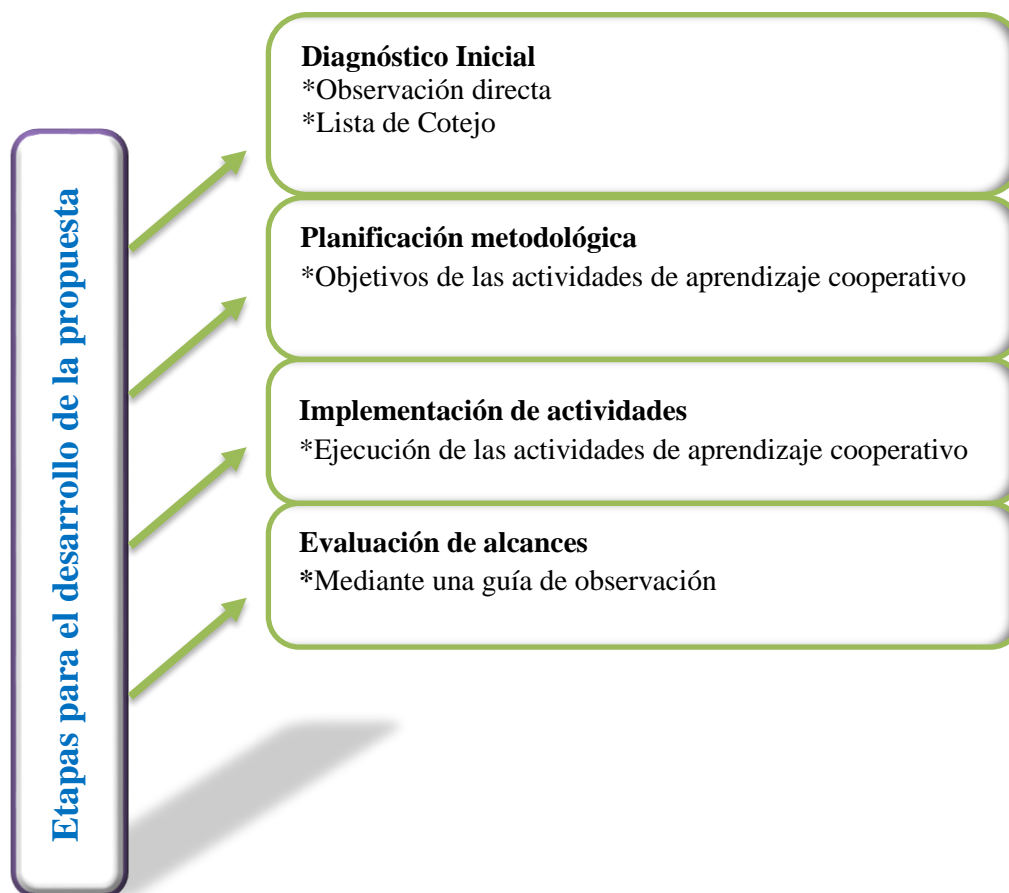 Etapas para el desarrollo de la propuesta
Diagnóstico Inicial
*Observación directa
*Lista de Cotejo
Planificación metodológica
*Objetivos de las actividades de aprendizaje cooperativo
Implementación de actividades
*Ejecución de las actividades de aprendizaje cooperativo
Evaluación de alcances
*Mediante una guía de observación